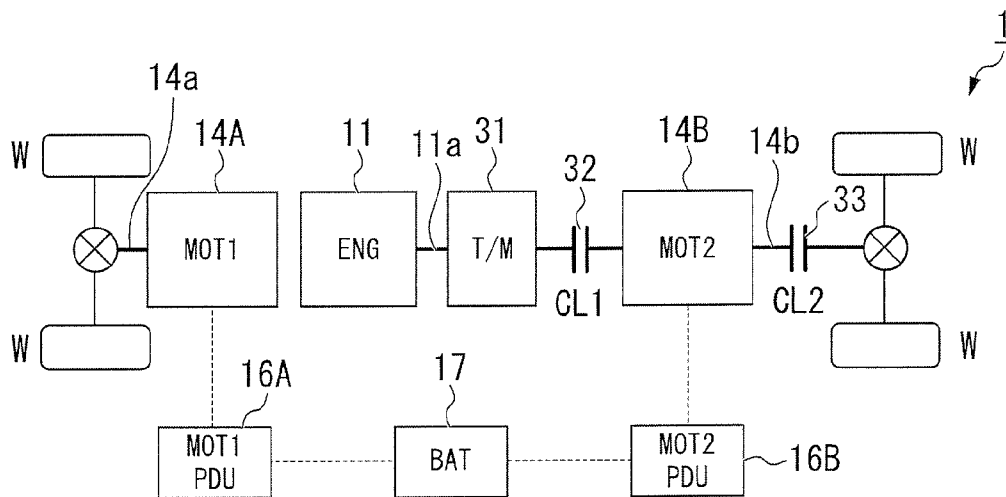 1
14a
14A
11
11a
31
32
14B
14b
33
W
W
MOT1
ENG
T/M
MOT2
CL1
CL2
W
W
16A
17
MOT1
PDU
BAT
MOT2
PDU
16B